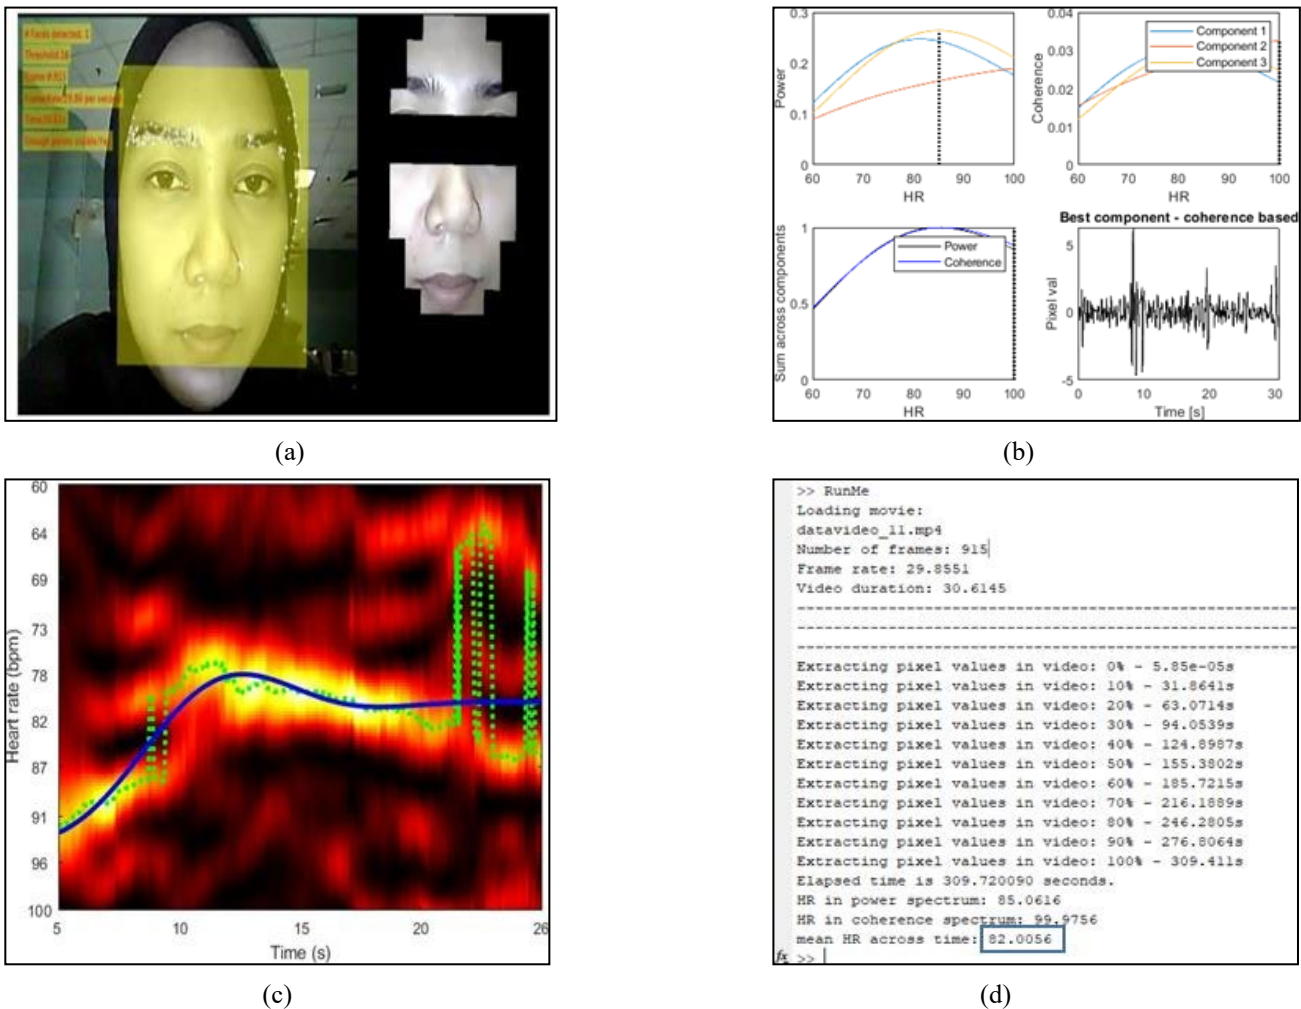 # Faces detected: 1
Threshold:16
Enough points visible:Yes
(a)
0.3
0.2
0.1
0
Power
60 70 80 90 100
HR
0.04
0.03
0.02
0.01
0
Coherence
Component 1
Component 2
Component 3
60 70 80 90 100
HR
1
0.5
0
Sum across components
Power
Coherence
60 70 80 90 100
HR
Best component - coherence based
5
0
-5
Pixel val
0 10 20 30
Time [s]
(b)
60
64
69
73
78
82
87
91
96
100
Heart rate (bpm)
5 10 15 20 26
Time (s)
(c)
>> RunMe
Loading movie:
datavideo_11.mp4
Number of frames: 915
Frame rate: 29.8551
Video duration: 30.6145
Extracting pixel values in video: 0% - 5.85e-05s
Extracting pixel values in video: 10% - 31.8641s
Extracting pixel values in video: 20% - 63.0714s
Extracting pixel values in video: 30% - 94.0539s
Extracting pixel values in video: 40% - 124.8987s
Extracting pixel values in video: 50% - 155.3802s
Extracting pixel values in video: 60% - 185.7215s
Extracting pixel values in video: 70% - 216.1889s
Extracting pixel values in video: 80% - 246.2805s
Extracting pixel values in video: 90% - 276.8064s
Extracting pixel values in video: 100% - 309.411s
Elapsed time is 309.720090 seconds.
HR in power spectrum: 85.0616
HR in coherence spectrum: 99.9756
mean HR across time: 82.0056
fx >>
(d)